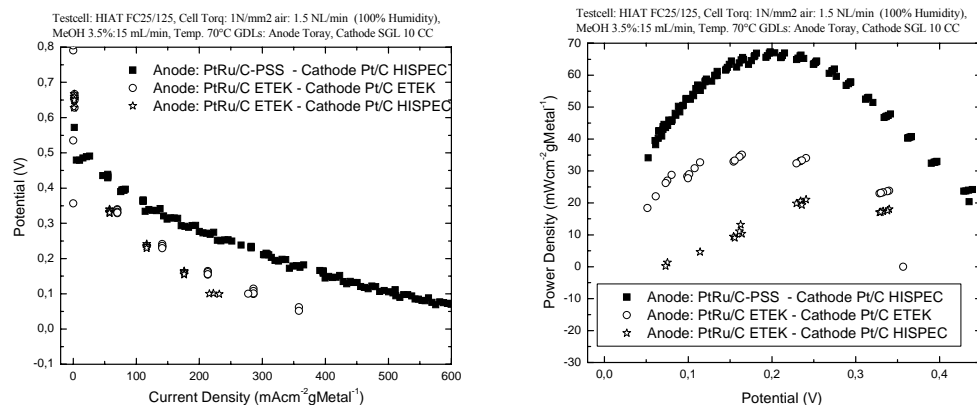 Testcell: HIAT FC25/125, Cell Torq: 1N/mm2 air: 1.5 NL/min (100% Humidity),
MeOH 3.5%:15 mL/min, Temp. 70°C GDLs: Anode Toray, Cathode SGL 10 CC
0,8
0,7
0,6
0,5
0,4
0,3
0,2
0,1
0,0
-0,1
Potential (V)
Anode: PtRu/C-PSS - Cathode Pt/C HISPEC
Anode: PtRu/C ETEK - Cathode Pt/C ETEK
Anode: PtRu/C ETEK - Cathode Pt/C HISPEC
0 100 200 300 400 500 600
Current Density (mAcm-2gMetal-1)
Testcell: HIAT FC25/125, Cell Torq: 1N/mm2 air: 1.5 NL/min (100% Humidity),
MeOH 3.5%:15 mL/min, Temp. 70°C GDLs: Anode Toray, Cathode SGL 10 CC
70
60
50
40
30
20
10
0
-10
-20
-30
Power Density (mWcm-2gMetal-1)
Anode: PtRu/C-PSS - Cathode Pt/C HISPEC
Anode: PtRu/C ETEK - Cathode Pt/C ETEK
Anode: PtRu/C ETEK - Cathode Pt/C HISPEC
0,0 0,1 0,2 0,3 0,4
Potential (V)